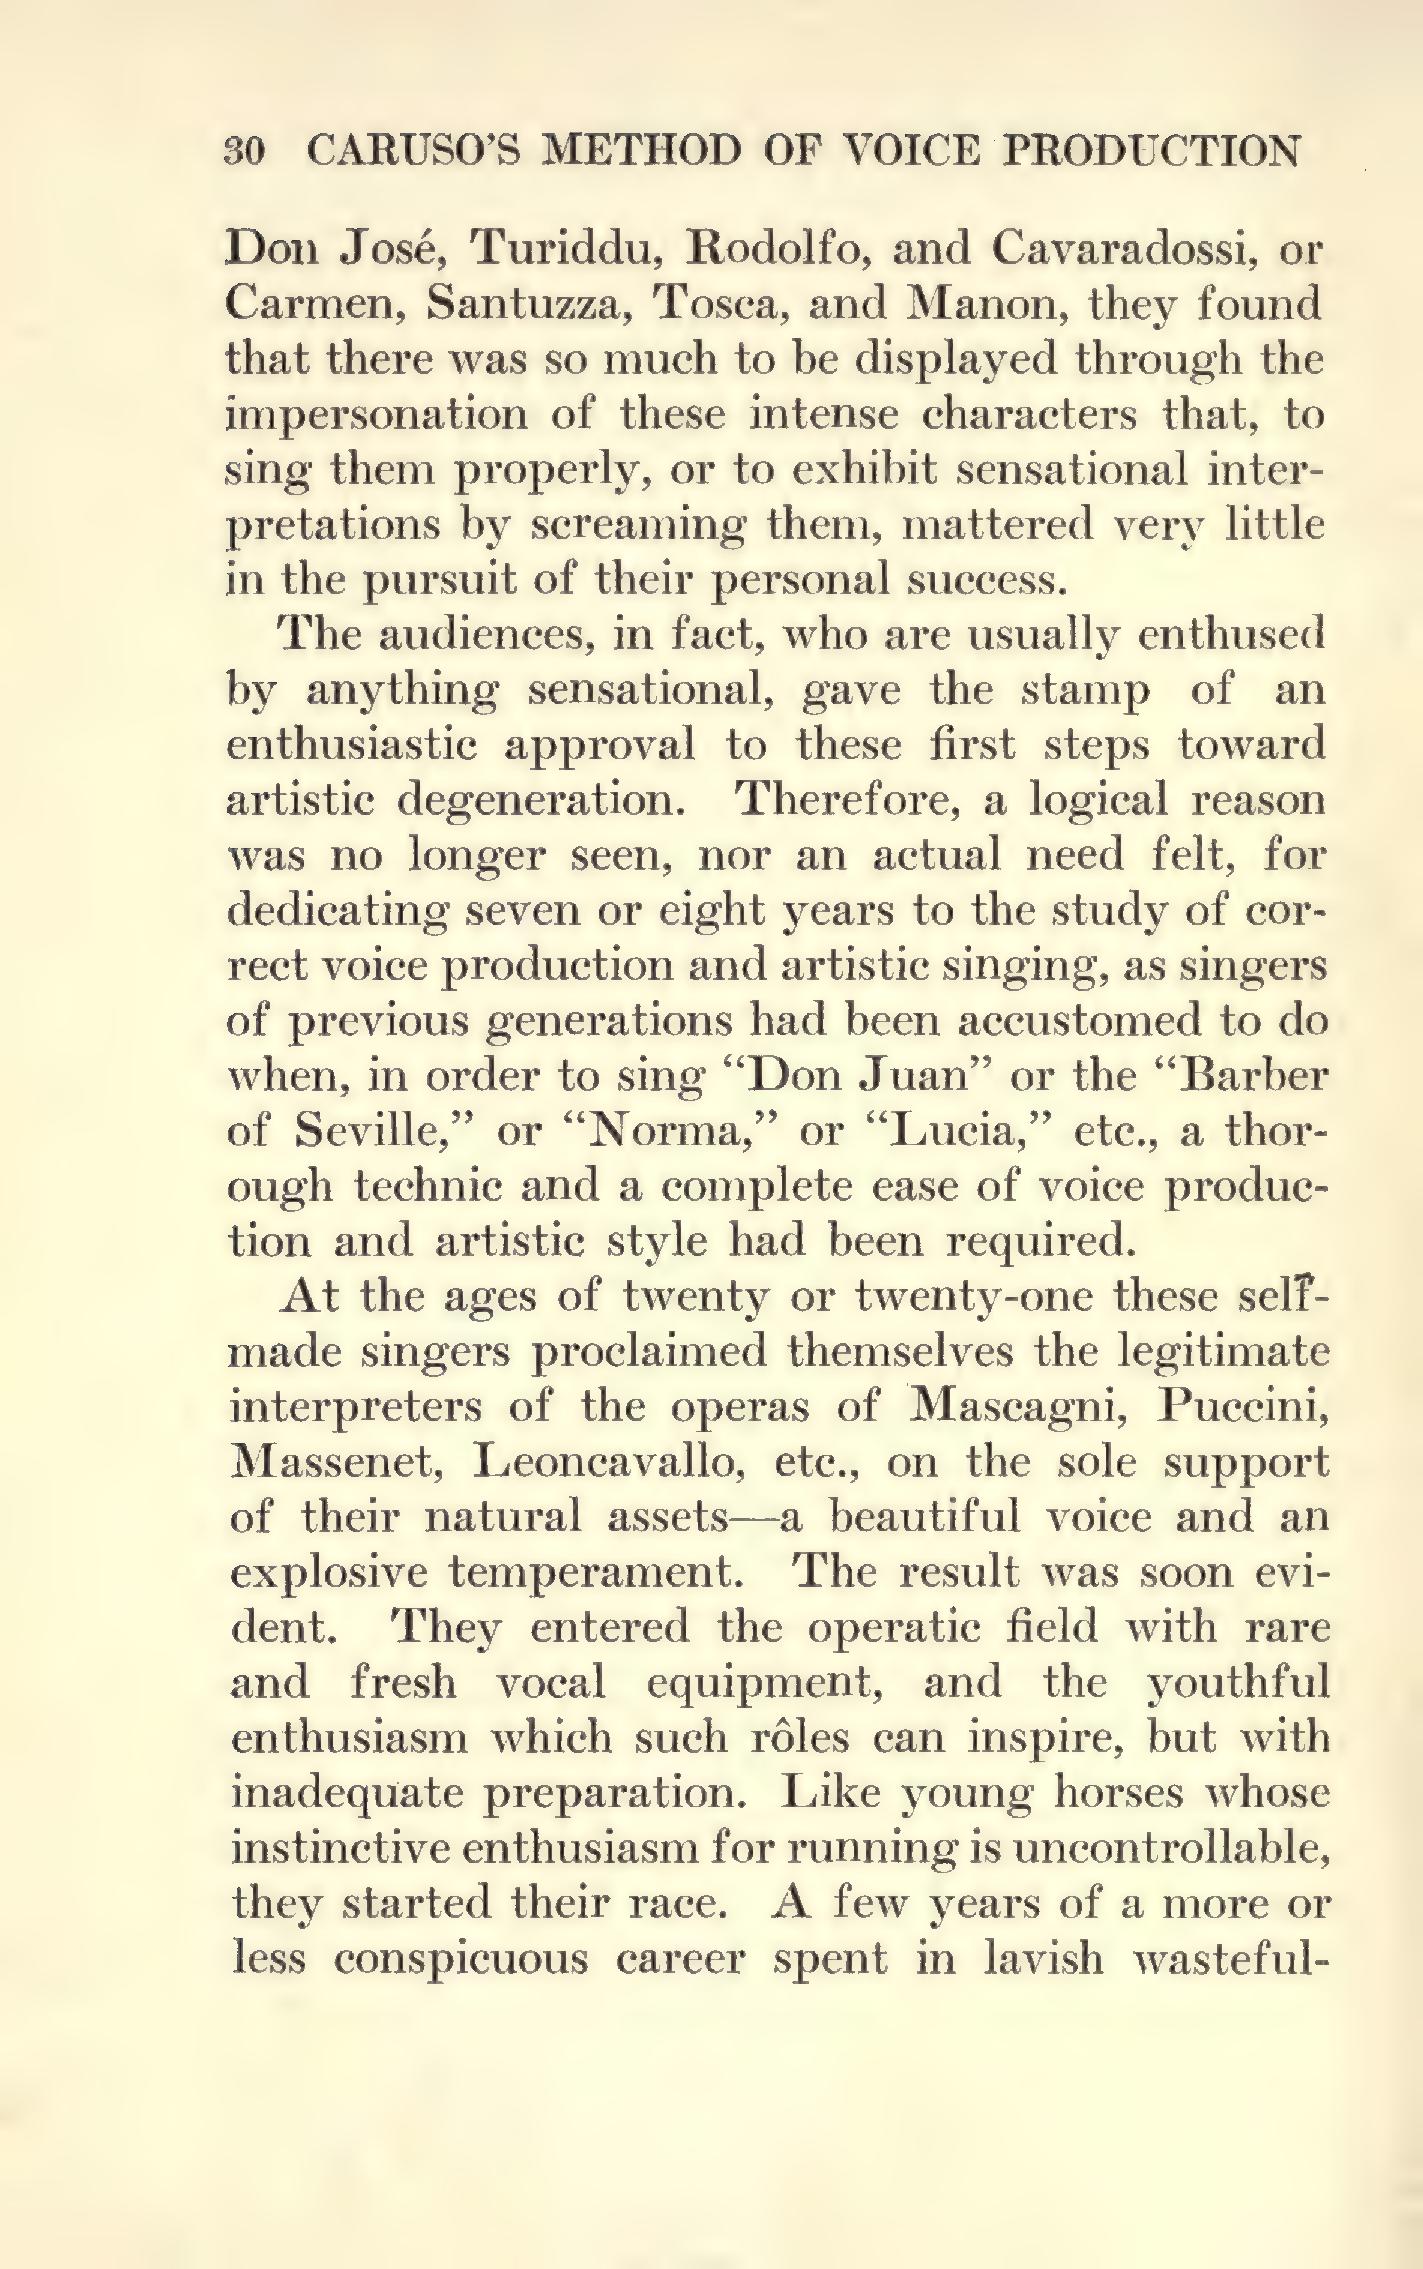 30 CARUSO'S METHOD OF VOICE PRODUCTION
Don José, Turiddu, Rodolfo, and Cavaradossi, or
Carmen, Santuzza, Tosca, and Manon, they found
that there was so much to be displayed through the
impersonation of these intense characters that, to
sing them properly, or to exhibit sensational inter-
pretations by screaming them, mattered very little
in the pursuit of their personal success.
The audiences, in fact, who are usually enthused
by anything sensational, gave the stamp of an
enthusiastic approval to these first steps toward
artistic degeneration. Therefore, a logical reason
was no longer seen, nor an actual need felt, for
dedicating seven or eight years to the study of cor-
rect voice production and artistic singing, as singers
of previous generations had been accustomed to do
when, in order to sing “Don Juan” or the “Barber
of Seville,” or “Norma,” or “Lucia,” etc., a thor-
ough technic and a complete ease of voice produc-
tion and artistic style had been required.
At the ages of twenty or twenty-one these self-
made singers proclaimed themselves the legitimate
interpreters of the operas of Mascagni, Puccini,
Massenet, Leoncavallo, etc., on the sole support
of their natural assets—a beautiful voice and an
explosive temperament. The result was soon evi-
dent. They entered the operatic field with rare
and fresh vocal equipment, and the youthful
enthusiasm which such rôles can inspire, but with
inadequate preparation. Like young horses whose
instinctive enthusiasm for running is uncontrollable,
they started their race. A few years of a more or
less conspicuous career spent in lavish wasteful-